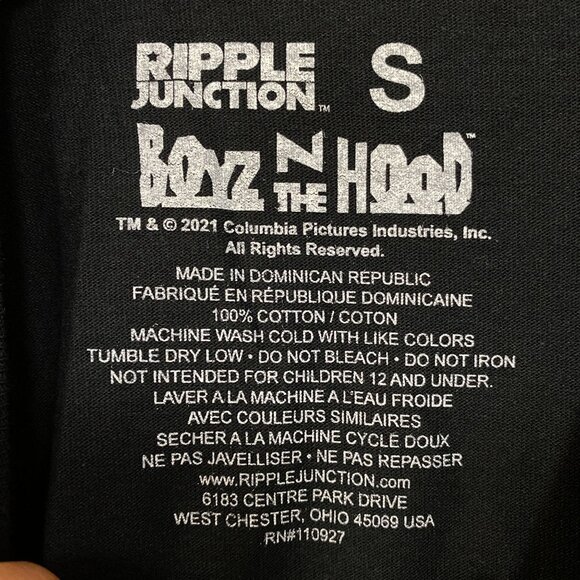 RIPPLE JUNCTION™ S
BOYZ N THE HOOD™
TM & © 2021 Columbia Pictures Industries, Inc.
All Rights Reserved.
MADE IN DOMINICAN REPUBLIC
FABRIQUÉ EN RÉPUBLIQUE DOMINICAINE
100% COTTON / COTON
MACHINE WASH COLD WITH LIKE COLORS
TUMBLE DRY LOW • DO NOT BLEACH • DO NOT IRON
NOT INTENDED FOR CHILDREN 12 AND UNDER.
LAVER A LA MACHINE A L'EAU FROIDE
AVEC COULEURS SIMILAIRES
SECHER A LA MACHINE CYCLE DOUX
NE PAS JAVELLISER • NE PAS REPASSER
www.RIPPLEJUNCTION.com
6183 CENTRE PARK DRIVE
WEST CHESTER, OHIO 45069 USA
RN#110927